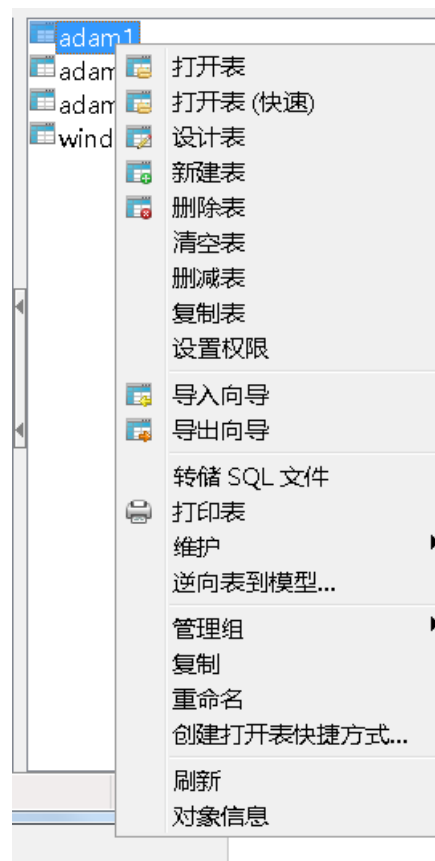 adam1
adam
adam
wind
打开表
打开表 (快速)
设计表
新建表
删除表
清空表
删减表
复制表
设置权限
导入向导
导出向导
转储 SQL 文件
打印表
维护
逆向表到模型...
管理组
复制
重命名
创建打开表快捷方式...
刷新
对象信息